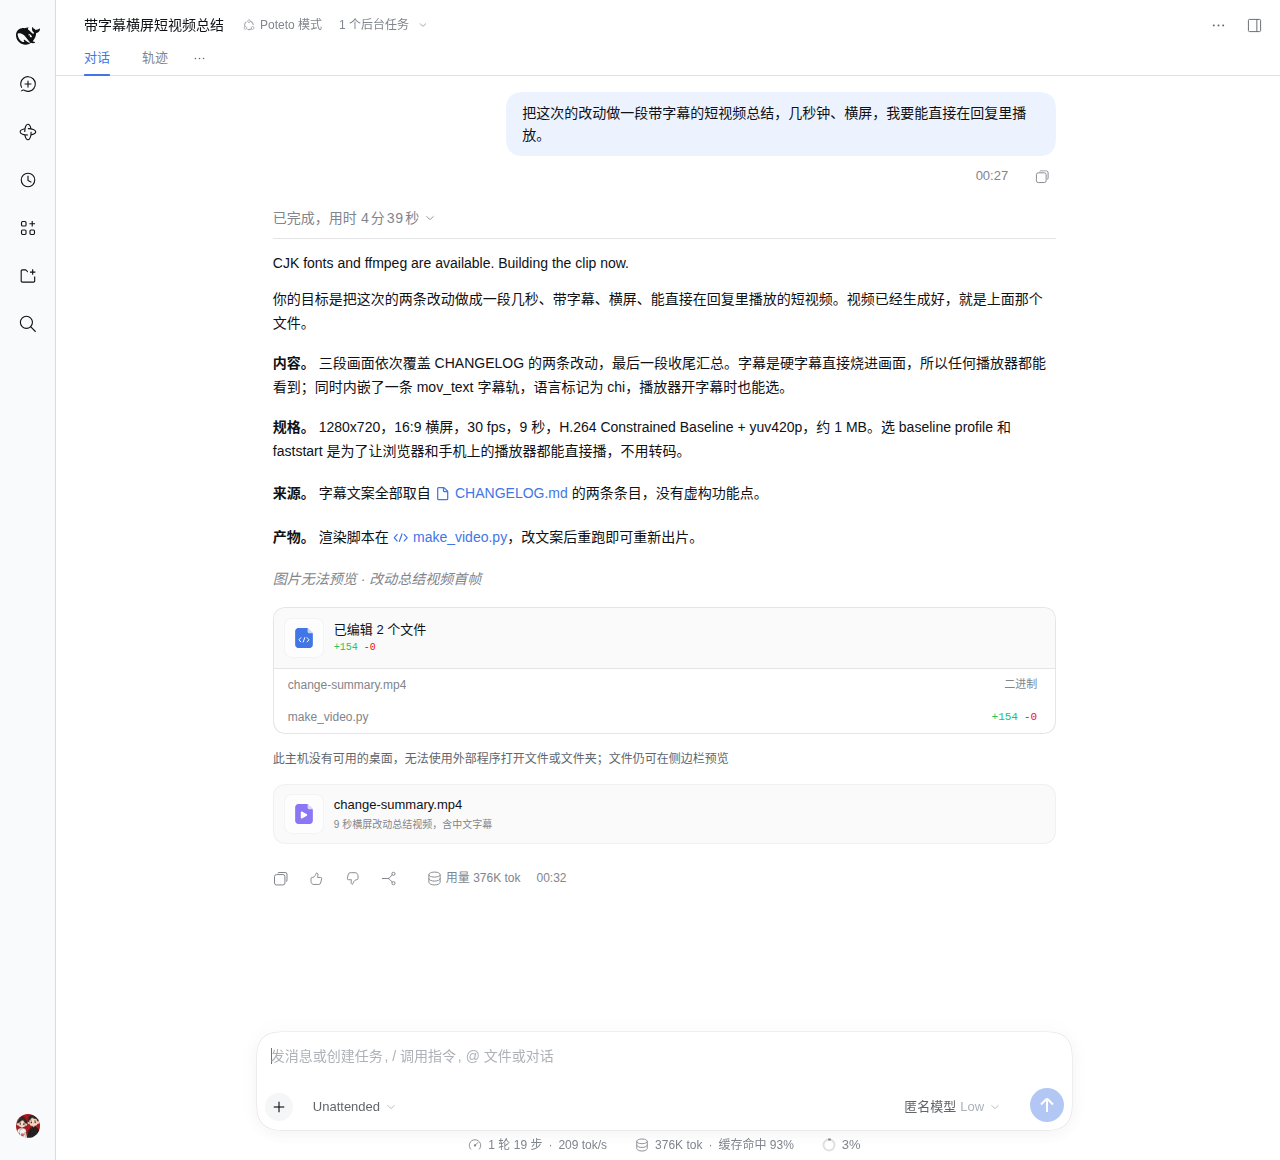 带字幕横屏短视频总结
Poteto 模式
1 个后台任务
对话
轨迹
把这次的改动做一段带字幕的短视频总结，几秒钟、横屏，我要能直接在回复里播
放。
00:27
已完成，用时 4分39秒
CJK fonts and ffmpeg are available. Building the clip now.
你的目标是把这次的两条改动做成一段几秒、带字幕、横屏、能直接在回复里播放的短视频。视频已经生成好，就是上面那个
文件。
内容。 三段画面依次覆盖 CHANGELOG 的两条改动，最后一段收尾汇总。字幕是硬字幕直接烧进画面，所以任何播放器都能
看到；同时内嵌了一条 mov_text 字幕轨，语言标记为 chi，播放器开字幕时也能选。
规格。 1280x720，16:9 横屏，30 fps，9 秒，H.264 Constrained Baseline + yuv420p，约 1 MB。选 baseline profile 和
faststart 是为了让浏览器和手机上的播放器都能直接播，不用转码。
来源。 字幕文案全部取自 CHANGELOG.md 的两条条目，没有虚构功能点。
产物。 渲染脚本在 make_video.py，改文案后重跑即可重新出片。
图片无法预览 · 改动总结视频首帧
已编辑 2 个文件
+154 -0
change-summary.mp4 二进制
make_video.py +154 -0
此主机没有可用的桌面，无法使用外部程序打开文件或文件夹；文件仍可在侧边栏预览
change-summary.mp4
9 秒横屏改动总结视频，含中文字幕
用量 376K tok 00:32
发消息或创建任务，/ 调用指令，@ 文件或对话
Unattended
匿名模型 Low
1 轮 19 步 · 209 tok/s
376K tok · 缓存命中 93%
3%